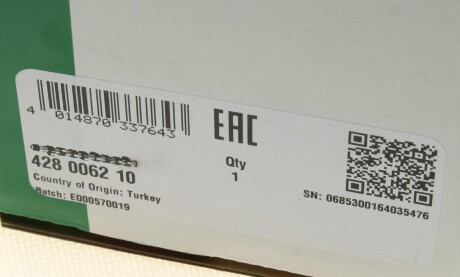 4 014870 337643
EAC
Qty
1
428 0062 10
Country of Origin: Turkey
Batch: E000570019
SN: 0685300164035476